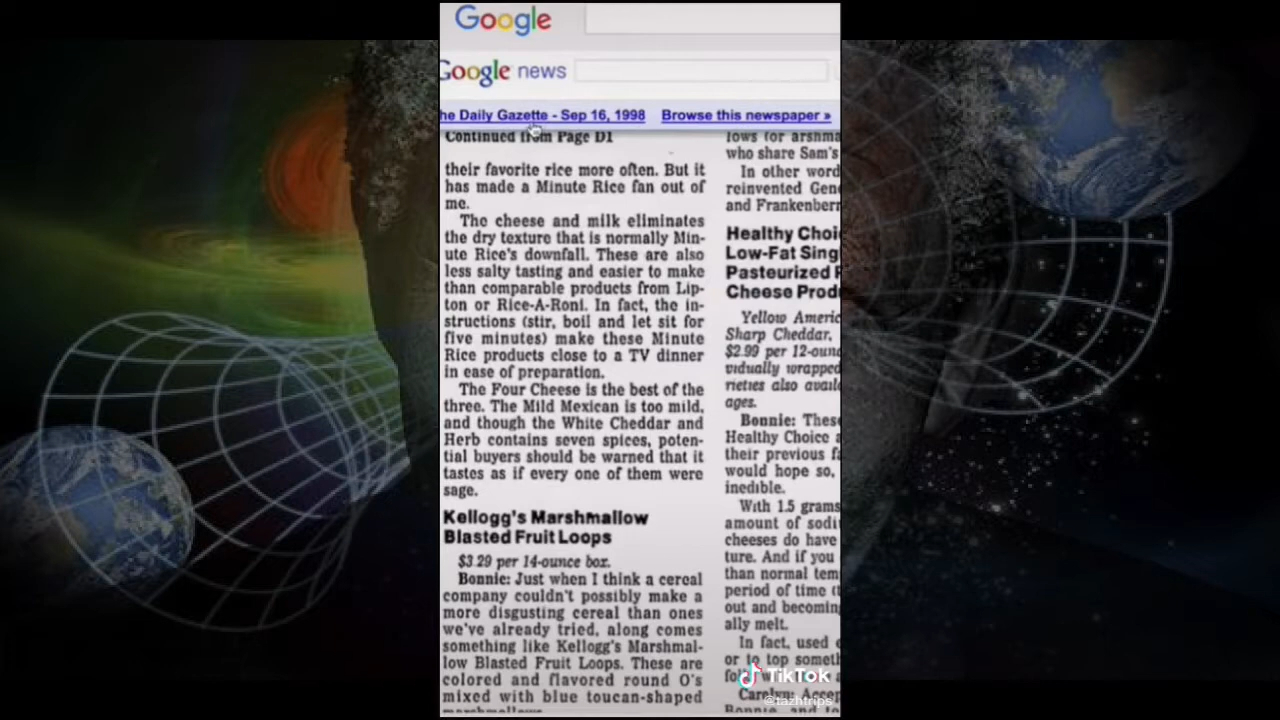 Google
Google news
he Daily Gazette - Sep 16, 1998 Browse this newspaper »
Continued from Page D1
their favorite rice more often. But it
has made a Minute Rice fan out of
me.
The cheese and milk eliminates
the dry texture that is normally Min-
ute Rice's downfall. These are also
less salty tasting and easier to make
than comparable products from Lip-
ton or Rice-A-Roni. In fact, the in-
structions (stir, boil and let sit for
five minutes) make these Minute
Rice products close to a TV dinner
in ease of preparation.
The Four Cheese is the best of the
three. The Mild Mexican is too mild,
and though the White Cheddar and
Herb contains seven spices, poten-
tial buyers should be warned that it
tastes as if every one of them were
sage.
Kellogg's Marshmallow
Blasted Fruit Loops
$3.29 per 14-ounce box.
Bonnie: Just when I think a cereal
company couldn't possibly make a
more disgusting cereal than ones
we've already tried, along comes
something like Kellogg's Marshmal-
low Blasted Fruit Loops. These are
colored and flavored round O's
mixed with blue toucan-shaped
lows (or
who share Sam's
In other word
reinvented Gene
and Frankenberr
Healthy Choi
Low-Fat Sing
Pasteurized
Cheese Prod
Yellow Americ
Sharp Cheddar,
$2.99 per 12-oun
vidually wrapped
rieties also avail
ages.
Bonnie: These
Healthy Choice
their previous fa
would hope so,
inedible.
With 1.5 grams
amount of sodi
cheeses do have
ture. And if you
than normal tem
period of time
out and becoming
ally melt.
In fact, used
or to top someth
Carolyn: Accep
Bonnie, and to
TikTok
@tazhtrips